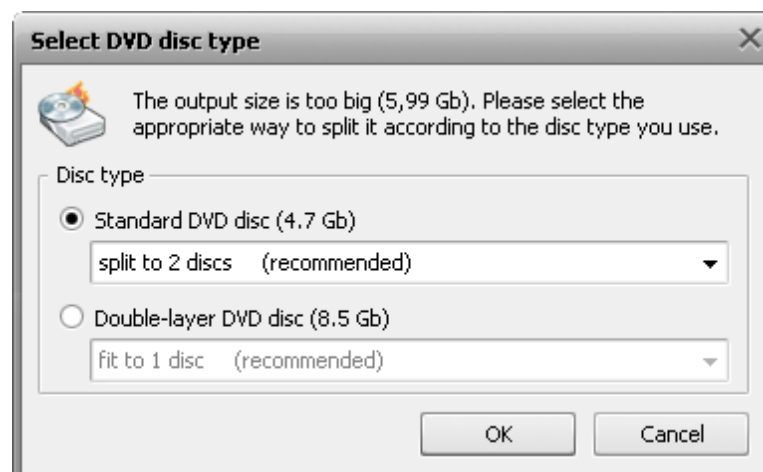 Select DVD disc type
The output size is too big (5,99 Gb). Please select the
appropriate way to split it according to the disc type you use.
Disc type
Standard DVD disc (4.7 Gb)
split to 2 discs (recommended)
Double-layer DVD disc (8.5 Gb)
fit to 1 disc (recommended)
OK Cancel